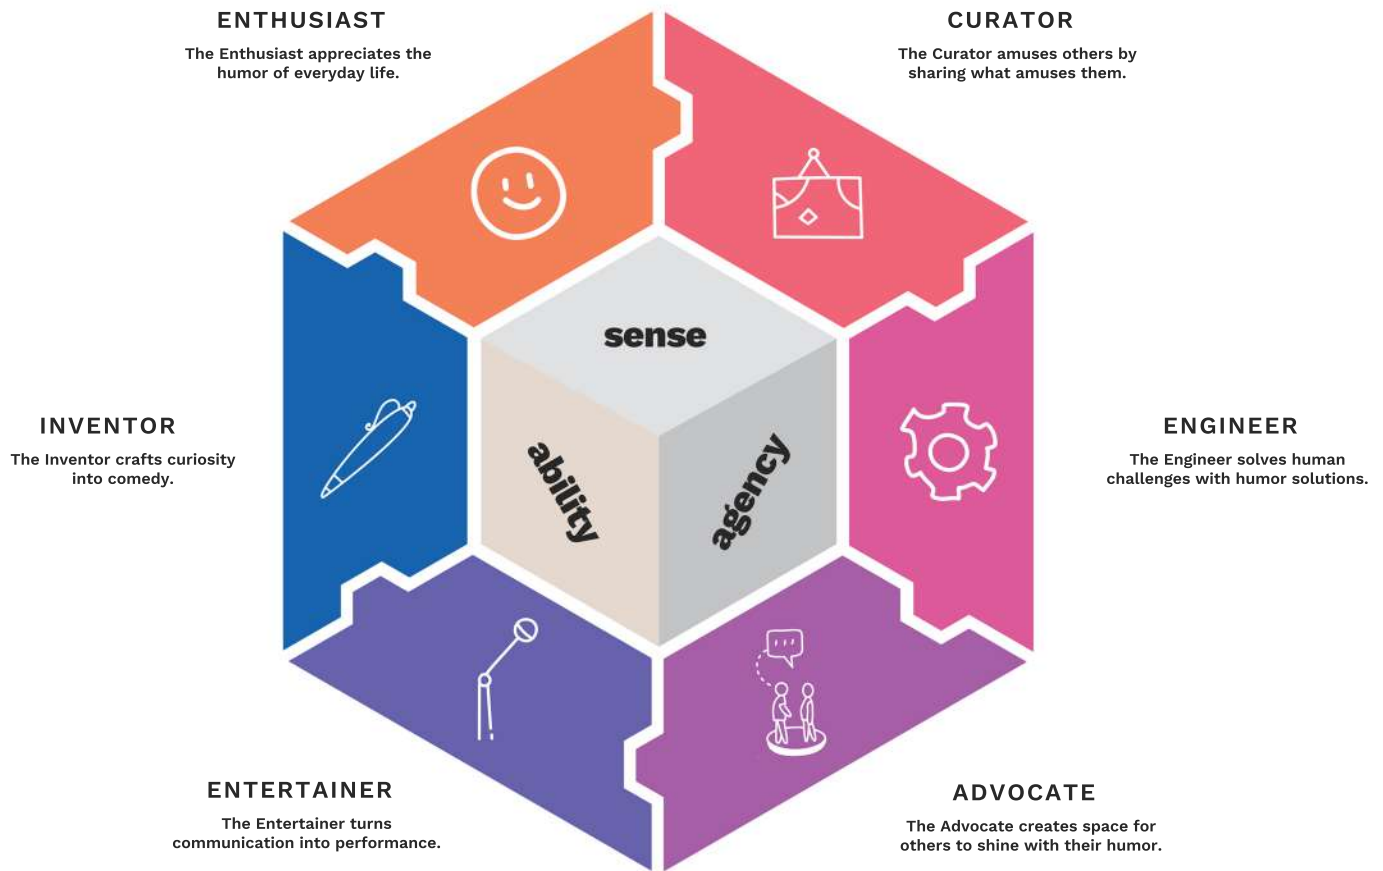 ENTHUSIAST
The Enthusiast appreciates the
humor of everyday life.
CURATOR
The Curator amuses others by
sharing what amuses them.
sense
ability
agency
INVENTOR
The Inventor crafts curiosity
into comedy.
ENGINEER
The Engineer solves human
challenges with humor solutions.
ENTERTAINER
The Entertainer turns
communication into performance.
ADVOCATE
The Advocate creates space for
others to shine with their humor.